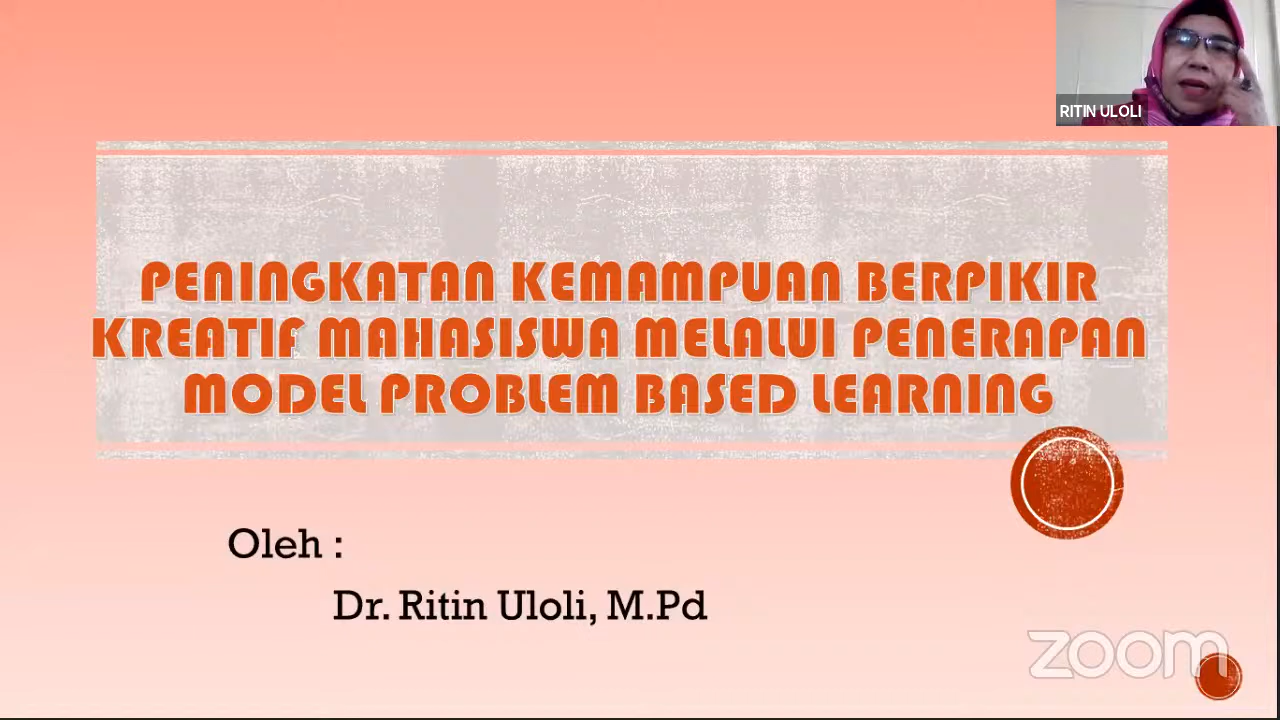 RITIN ULOLI
PENINGKATAN KEMAMPUAN BERPIKIR
KREATIF MAHASISWA MELALUI PENERAPAN
MODEL PROBLEM BASED LEARNING
Oleh :
Dr. Ritin Uloli, M.Pd
zoom